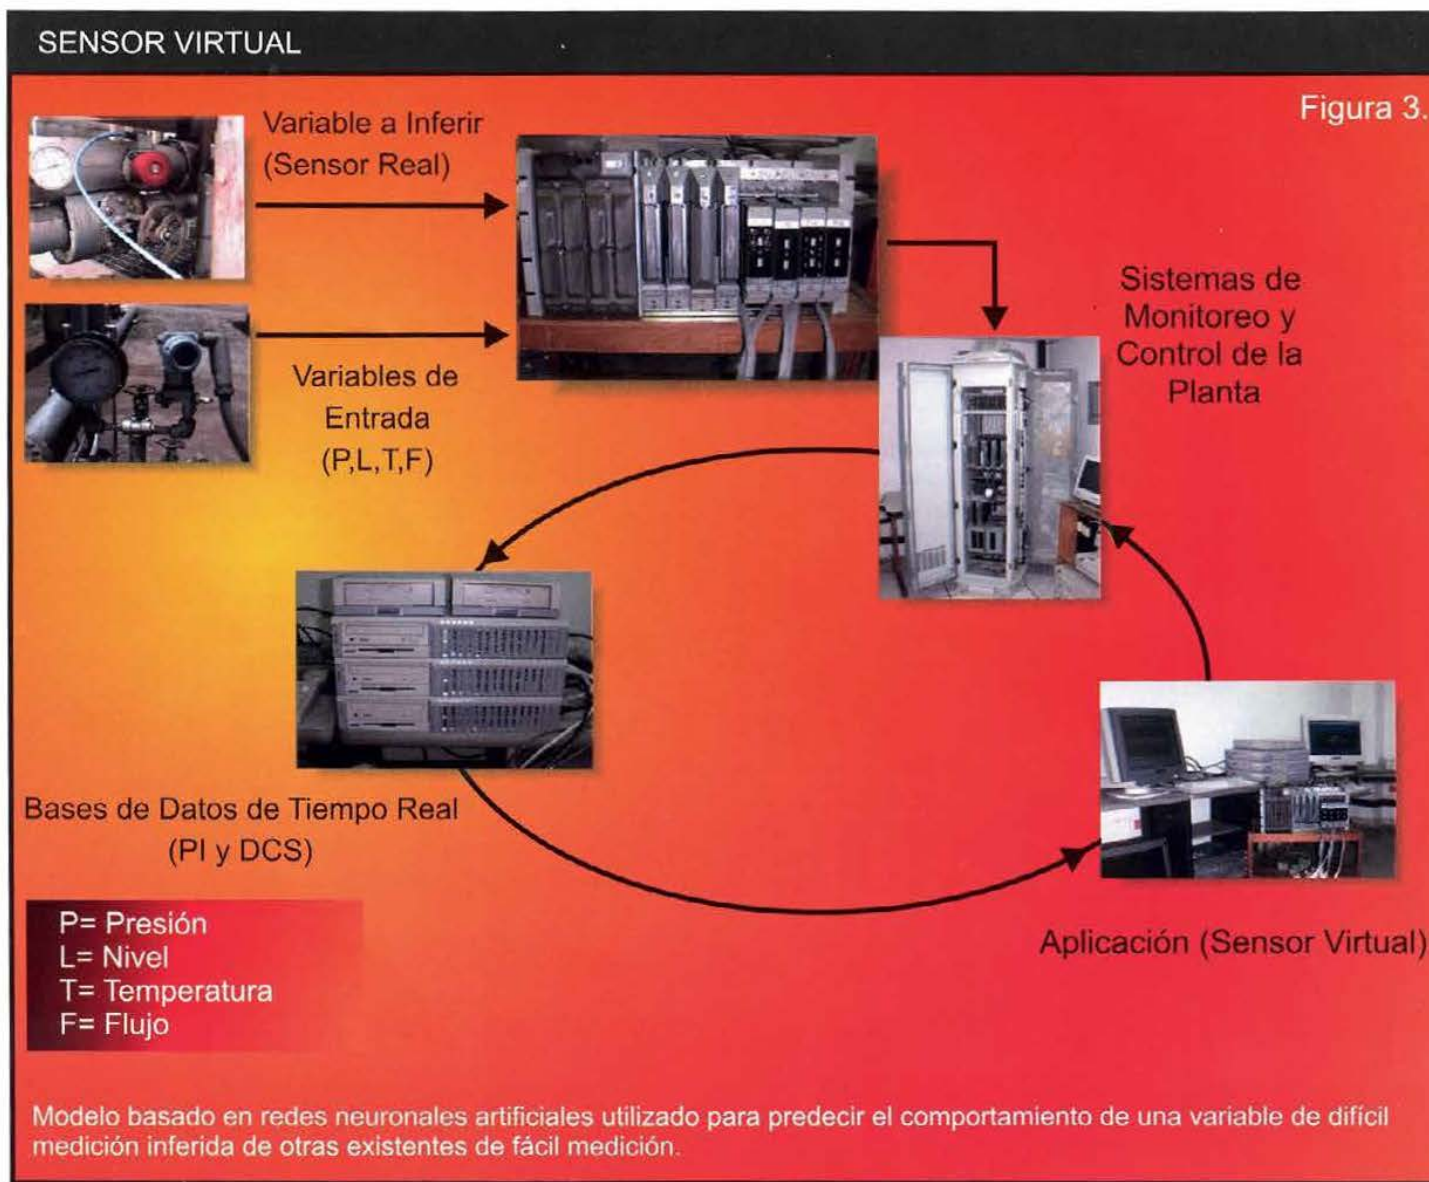 SENSOR VIRTUAL
Figura 3.
Variable a Inferir
(Sensor Real)
Variables de
Entrada
(P,L,T,F)
Sistemas de
Monitoreo y
Control de la
Planta
Bases de Datos de Tiempo Real
(PI y DCS)
Aplicación (Sensor Virtual)
P= Presión
L= Nivel
T= Temperatura
F= Flujo
Modelo basado en redes neuronales artificiales utilizado para predecir el comportamiento de una variable de difícil
medición inferida de otras existentes de fácil medición.